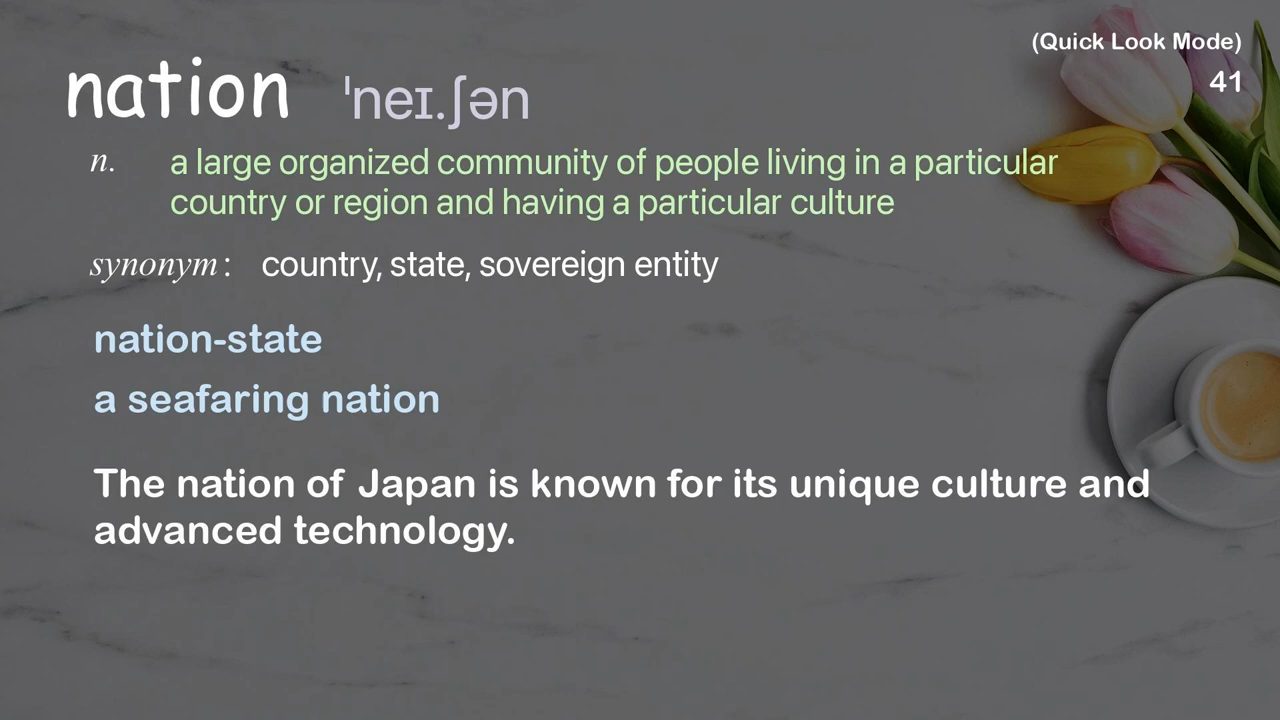 (Quick Look Mode)
41
nation ˈneɪ.ʃən
n. a large organized community of people living in a particular
country or region and having a particular culture
synonym: country, state, sovereign entity
nation-state
a seafaring nation
The nation of Japan is known for its unique culture and
advanced technology.